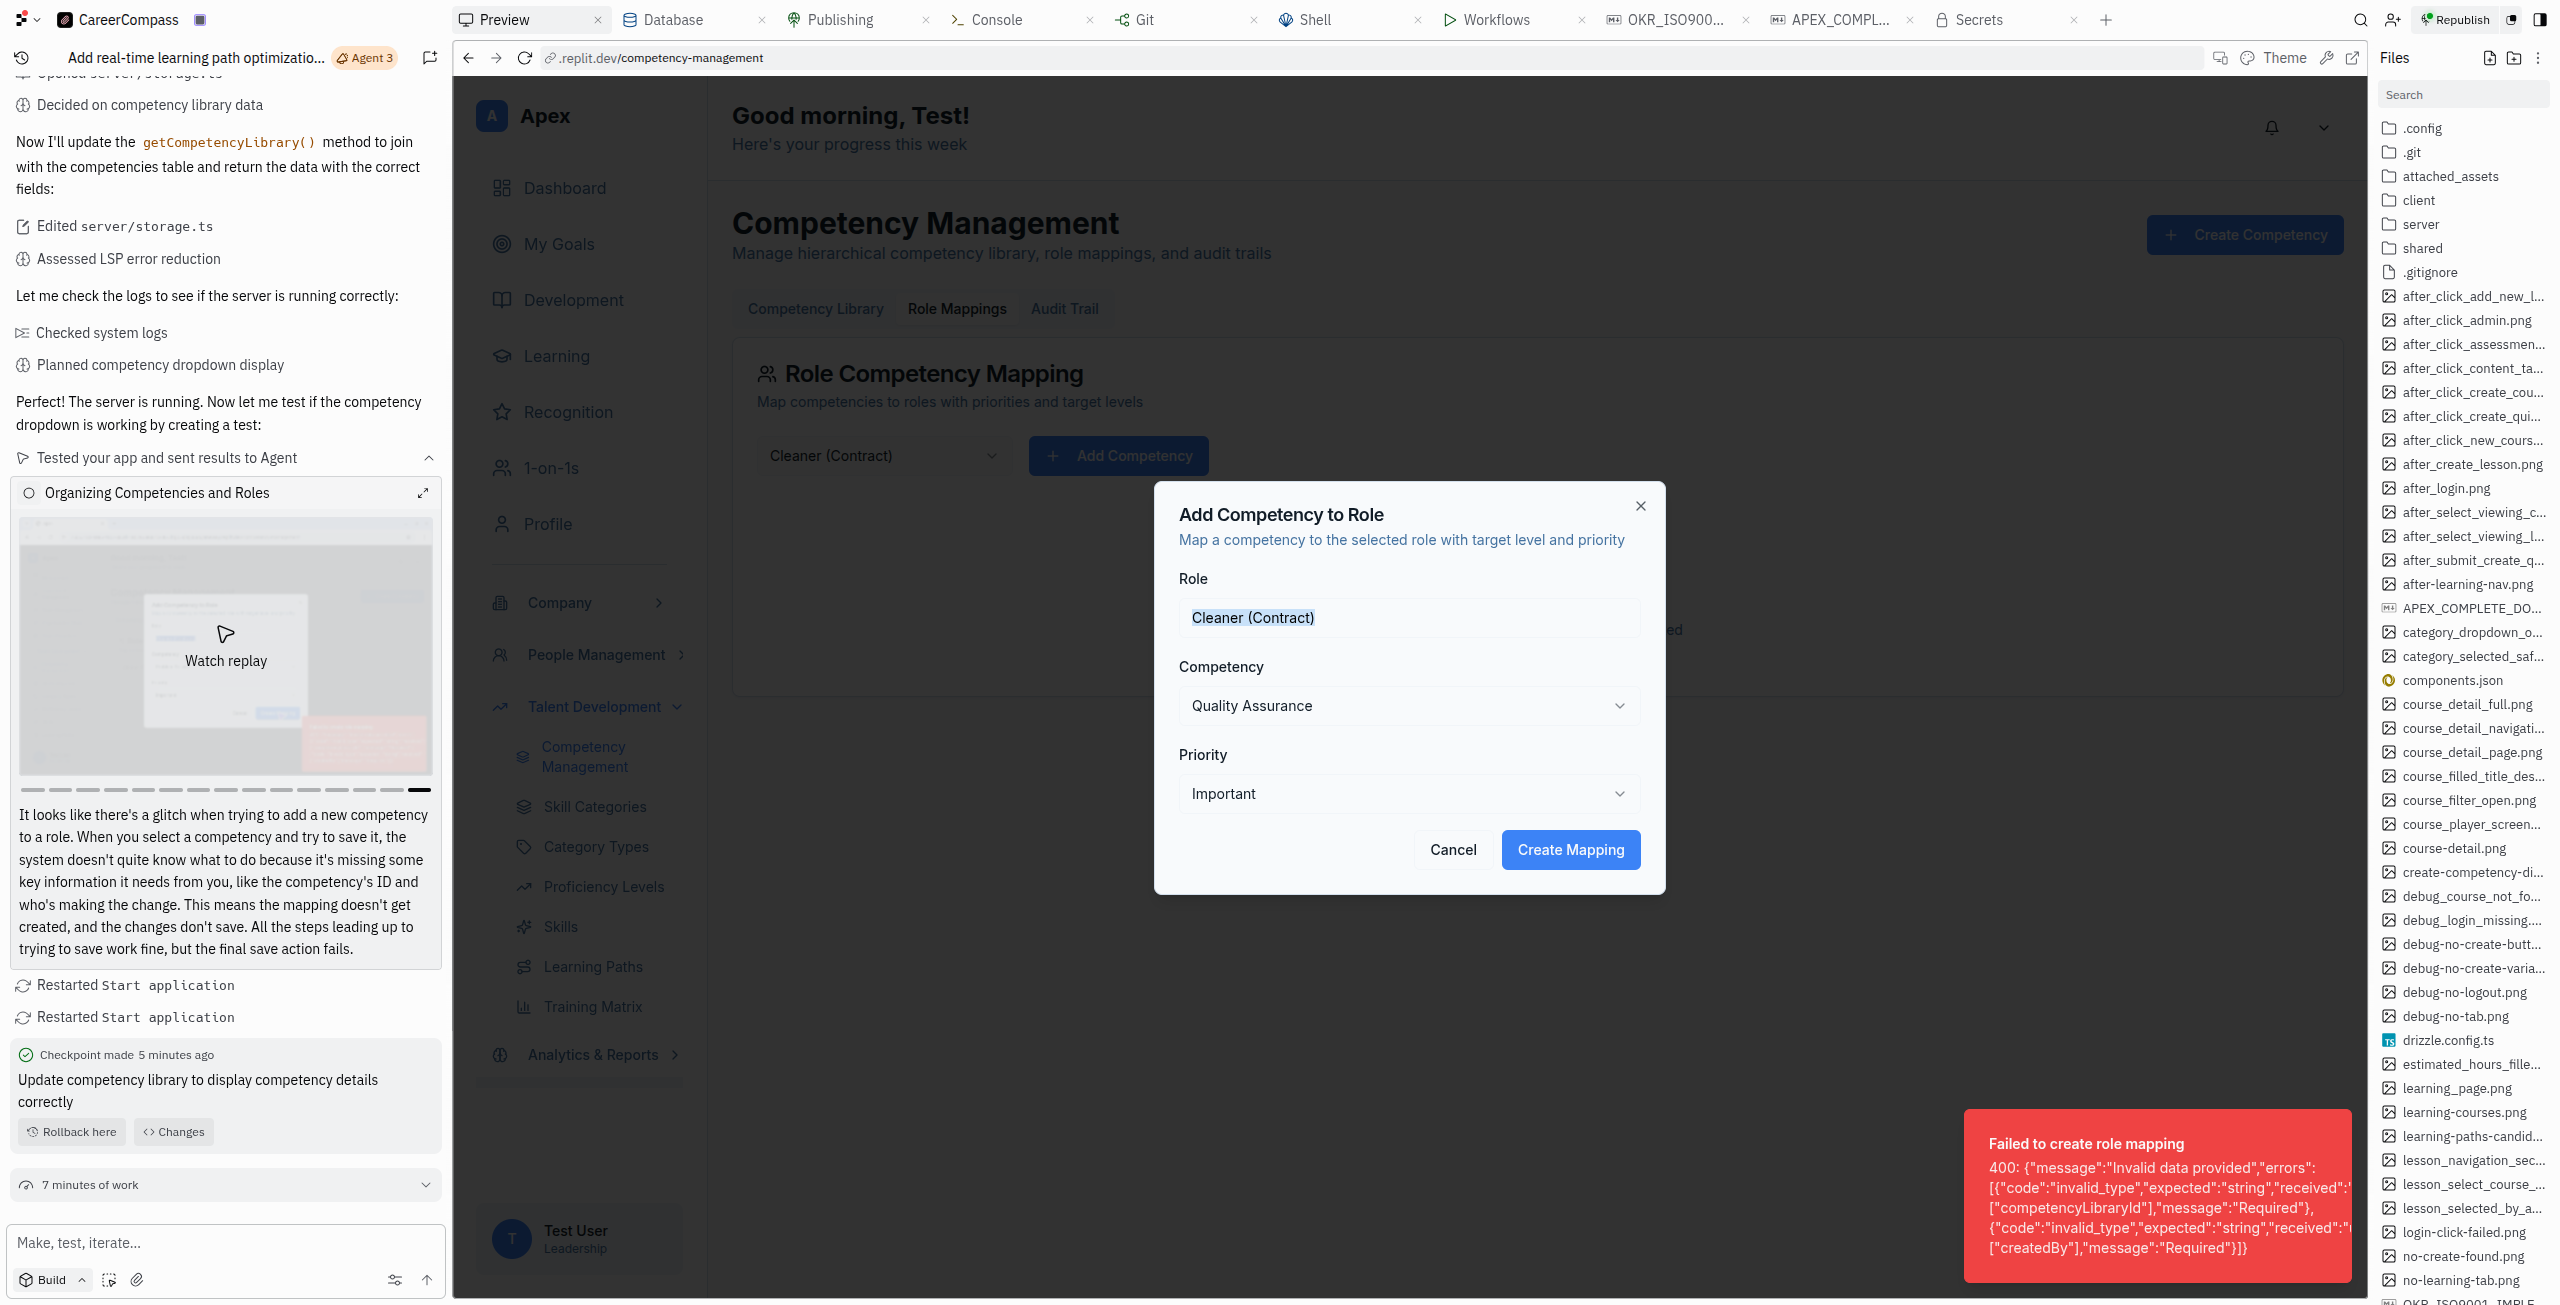 CareerCompass
Preview
Database
Publishing
Console
Git
Shell
Workflows
OKR_ISO900...
APEX_COMPL...
Secrets
Republish
Add real-time learning path optimizatio...
Agent 3
.replit.dev/competency-management
Theme
Files
Decided on competency library data
Now I'll update the getCompetencyLibrary() method to join
with the competencies table and return the data with the correct
fields:
Edited server/storage.ts
Assessed LSP error reduction
Let me check the logs to see if the server is running correctly:
Checked system logs
Planned competency dropdown display
Perfect! The server is running. Now let me test if the competency
dropdown is working by creating a test:
Tested your app and sent results to Agent
Organizing Competencies and Roles
Watch replay
It looks like there's a glitch when trying to add a new competency
to a role. When you select a competency and try to save it, the
system doesn't quite know what to do because it's missing some
key information it needs from you, like the competency's ID and
who's making the change. This means the mapping doesn't get
created, and the changes don't save. All the steps leading up to
trying to save work fine, but the final save action fails.
Restarted Start application
Restarted Start application
Checkpoint made 5 minutes ago
Update competency library to display competency details
correctly
Rollback here
Changes
7 minutes of work
Make, test, iterate...
Build
A
Apex
Dashboard
My Goals
Development
Learning
Recognition
1-on-1s
Profile
Company
People Management
Talent Development
Competency
Management
Skill Categories
Category Types
Proficiency Levels
Skills
Learning Paths
Training Matrix
Analytics & Reports
T
Test User
Leadership
Good morning, Test!
Here's your progress this week
Competency Management
Manage hierarchical competency library, role mappings, and audit trails
Create Competency
Competency Library
Role Mappings
Audit Trail
Role Competency Mapping
Map competencies to roles with priorities and target levels
Cleaner (Contract)
Add Competency
Add Competency to Role
Map a competency to the selected role with target level and priority
Role
Cleaner (Contract)
Competency
Quality Assurance
Priority
Important
Cancel
Create Mapping
Failed to create role mapping
400: {"message":"Invalid data provided","errors":
[{"code":"invalid_type","expected":"string","received":"
["competencyLibraryId"],"message":"Required"},
{"code":"invalid_type","expected":"string","received":"
["createdBy"],"message":"Required"}]}
Search
.config
.git
attached_assets
client
server
shared
.gitignore
after_click_add_new_l...
after_click_admin.png
after_click_assessmen...
after_click_content_ta...
after_click_create_cou...
after_click_create_qui...
after_click_new_cours...
after_create_lesson.png
after_login.png
after_select_viewing_c...
after_select_viewing_l...
after_submit_create_q...
after-learning-nav.png
APEX_COMPLETE_DO...
category_dropdown_o...
category_selected_saf...
components.json
course_detail_full.png
course_detail_navigati...
course_detail_page.png
course_filled_title_des...
course_filter_open.png
course_player_screen...
course-detail.png
create-competency-di...
debug_course_not_fo...
debug_login_missing....
debug-no-create-butt...
debug-no-create-varia...
debug-no-logout.png
debug-no-tab.png
drizzle.config.ts
estimated_hours_fille...
learning_page.png
learning-courses.png
learning-paths-candid...
lesson_navigation_sec...
lesson_select_course_...
lesson_selected_by_a...
login-click-failed.png
no-create-found.png
no-learning-tab.png